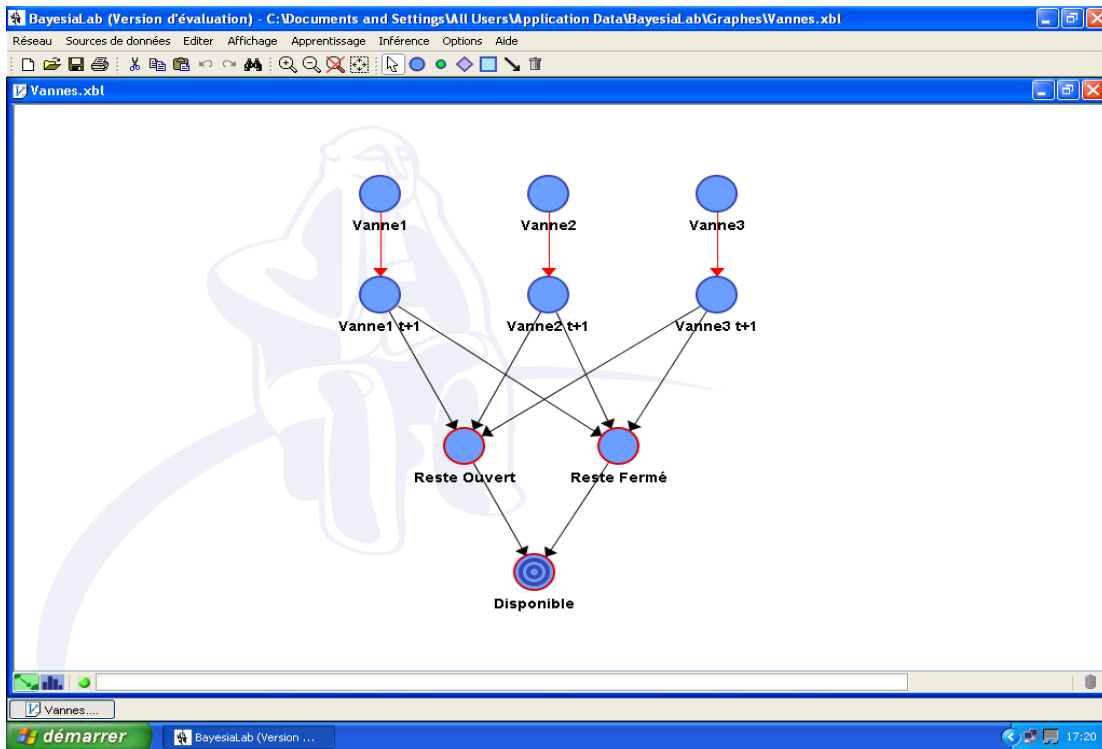 BayesiaLab (Version d'évaluation) - C:\Documents and Settings\All Users\Application Data\BayesiaLab\Graphes\Vannes.xbl
Réseau Sources de données Editer Affichage Apprentissage Inférence Options Aide
Vannes.xbl
Vanne1 Vanne2 Vanne3
Vanne1 t+1 Vanne2 t+1 Vanne3 t+1
Reste Ouvert Reste Fermé
Disponible
Vannes....
démarrer BayesiaLab (Version ... 17:20